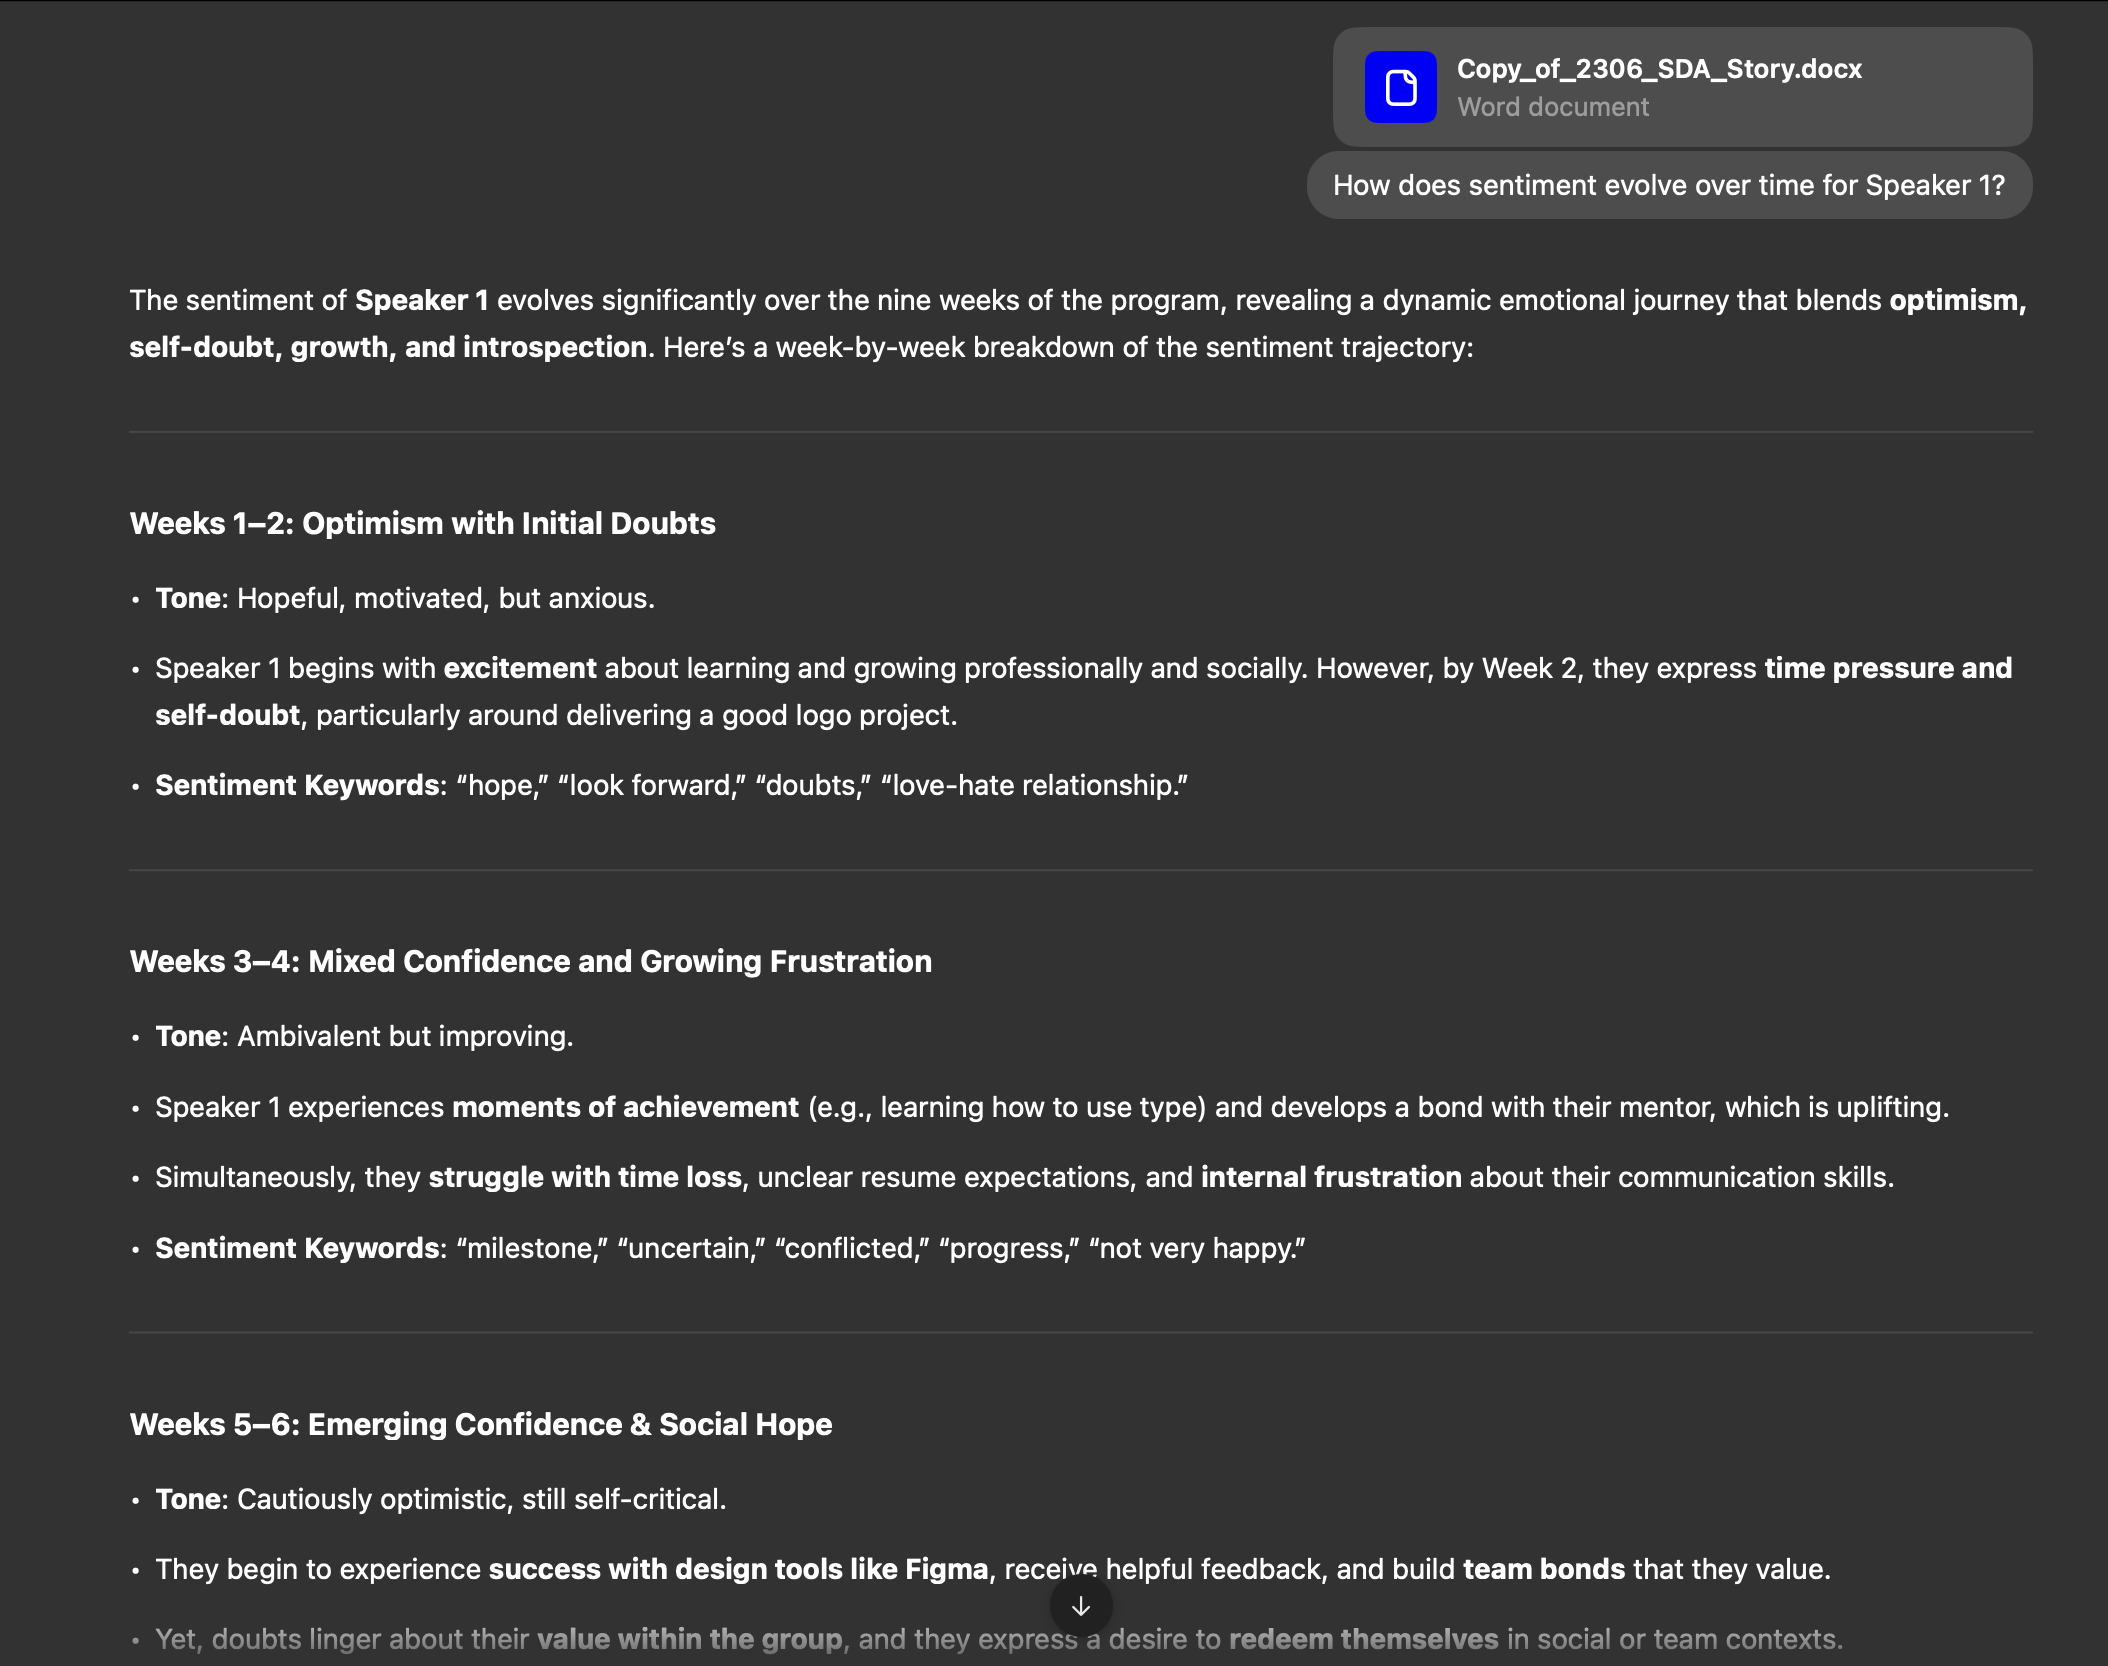 Copy_of_2306_SDA_Story.docx
Word document
How does sentiment evolve over time for Speaker 1?
The sentiment of Speaker 1 evolves significantly over the nine weeks of the program, revealing a dynamic emotional journey that blends optimism,
self-doubt, growth, and introspection. Here’s a week-by-week breakdown of the sentiment trajectory:
Weeks 1–2: Optimism with Initial Doubts
• Tone: Hopeful, motivated, but anxious.
• Speaker 1 begins with excitement about learning and growing professionally and socially. However, by Week 2, they express time pressure and
self-doubt, particularly around delivering a good logo project.
• Sentiment Keywords: “hope,” “look forward,” “doubts,” “love-hate relationship.”
Weeks 3–4: Mixed Confidence and Growing Frustration
• Tone: Ambivalent but improving.
• Speaker 1 experiences moments of achievement (e.g., learning how to use type) and develops a bond with their mentor, which is uplifting.
• Simultaneously, they struggle with time loss, unclear resume expectations, and internal frustration about their communication skills.
• Sentiment Keywords: “milestone,” “uncertain,” “conflicted,” “progress,” “not very happy.”
Weeks 5–6: Emerging Confidence & Social Hope
• Tone: Cautiously optimistic, still self-critical.
• They begin to experience success with design tools like Figma, receive helpful feedback, and build team bonds that they value.
• Yet, doubts linger about their value within the group, and they express a desire to redeem themselves in social or team contexts.